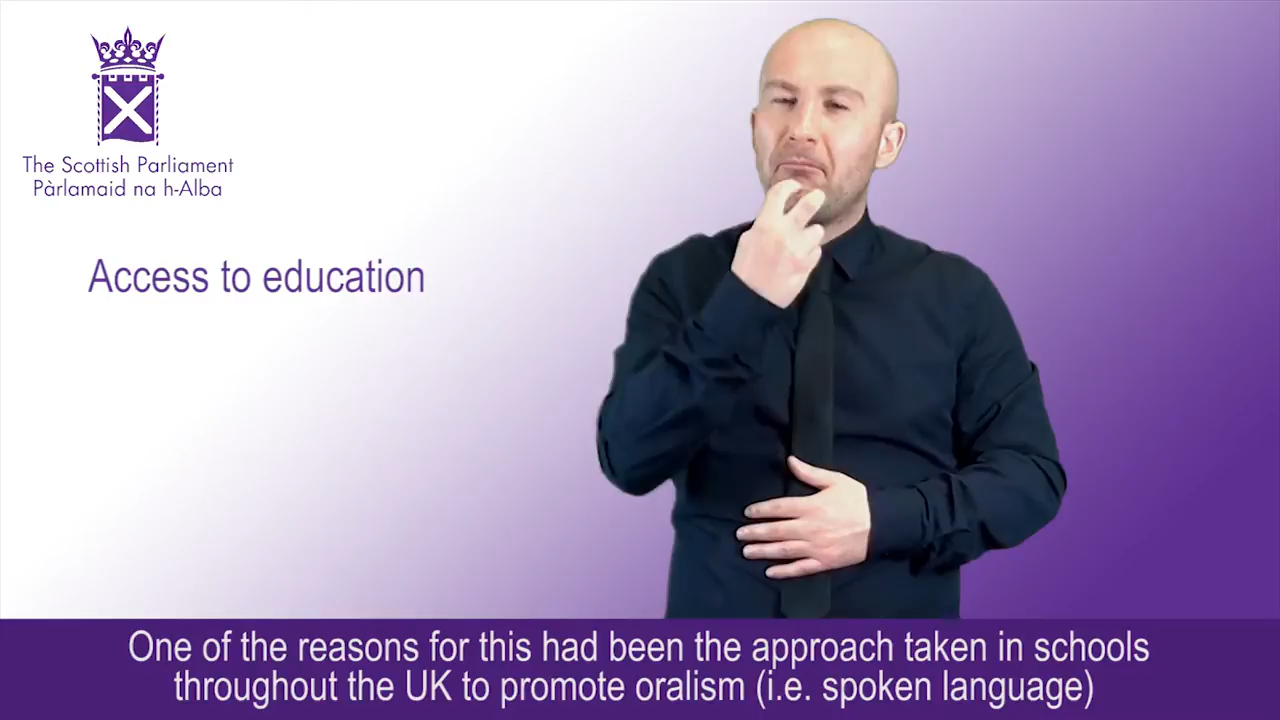 The Scottish Parliament
Pàrlamaid na h-Alba
Access to education
One of the reasons for this had been the approach taken in schools
throughout the UK to promote oralism (i.e. spoken language)